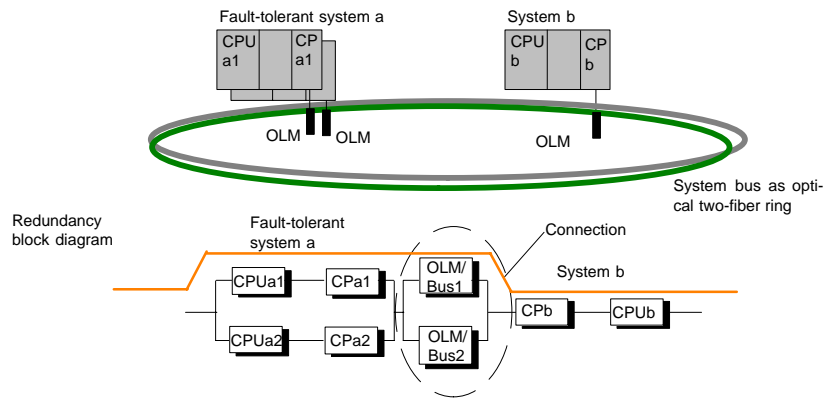 Fault-tolerant system a
System b
CPU
a1
CP
a1
CPU
b
CP
b
OLM
OLM
OLM
System bus as opti-
cal two-fiber ring
Redundancy
block diagram
Fault-tolerant
system a
Connection
System b
CPUa1
CPa1
OLM/
Bus1
CPb
CPUb
CPUa2
CPa2
OLM/
Bus2